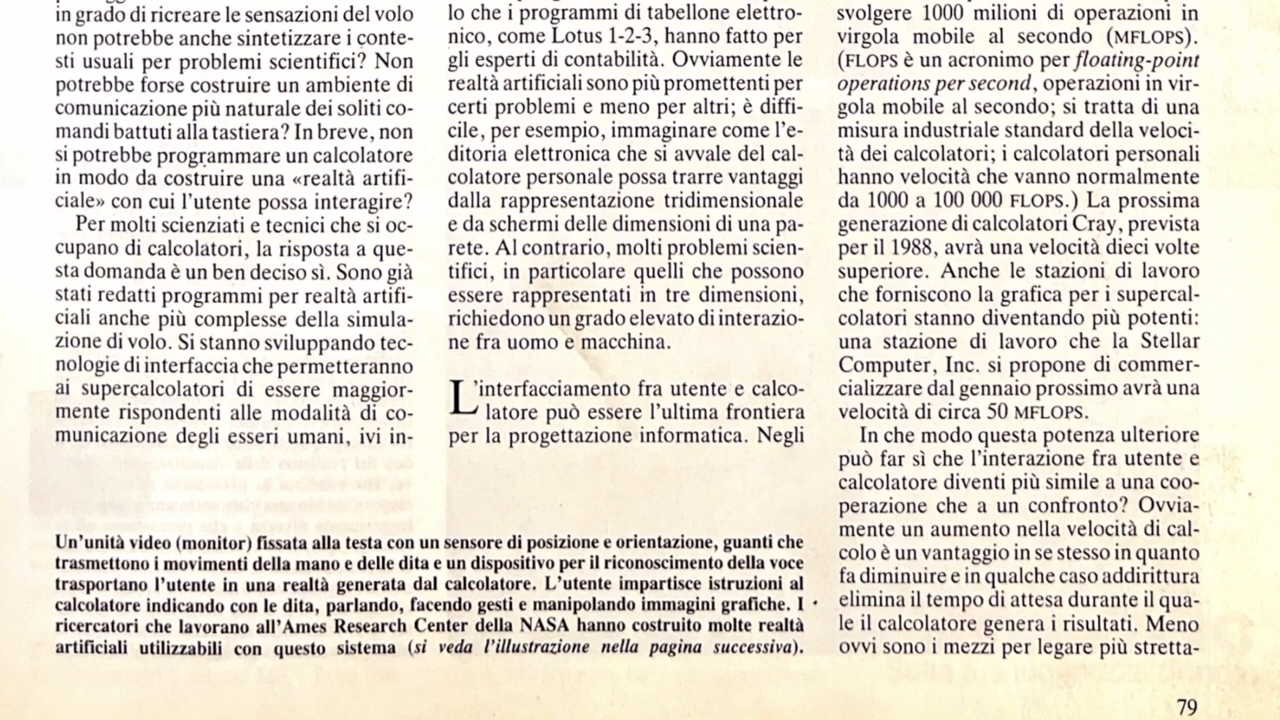 in grado di ricreare le sensazioni del volo
non potrebbe anche sintetizzare i conte-
sti usuali per problemi scientifici? Non
potrebbe forse costruire un ambiente di
comunicazione più naturale dei soliti co-
mandi battuti alla tastiera? In breve, non
si potrebbe programmare un calcolatore
in modo da costruire una «realtà artifi-
ciale» con cui l'utente possa interagire?
Per molti scienziati e tecnici che si oc-
cupano di calcolatori, la risposta a que-
sta domanda è un ben deciso sì. Sono già
stati redatti programmi per realtà artifi-
ciali anche più complesse della simula-
zione di volo. Si stanno sviluppando tec-
nologie di interfaccia che permetteranno
ai supercalcolatori di essere maggior-
mente rispondenti alle modalità di co-
municazione degli esseri umani, ivi in-
lo che i programmi di tabellone elettro-
nico, come Lotus 1-2-3, hanno fatto per
gli esperti di contabilità. Ovviamente le
realtà artificiali sono più promettenti per
certi problemi e meno per altri; è diffi-
cile, per esempio, immaginare come l'e-
ditoria elettronica che si avvale del cal-
colatore personale possa trarre vantaggi
dalla rappresentazione tridimensionale
e da schermi delle dimensioni di una pa-
rete. Al contrario, molti problemi scien-
tifici, in particolare quelli che possono
essere rappresentati in tre dimensioni,
richiedono un grado elevato di interazio-
ne fra uomo e macchina.
L'interfacciamento fra utente e calco-
latore può essere l'ultima frontiera
per la progettazione informatica. Negli
svolgere 1000 milioni di operazioni in
virgola mobile al secondo (MFLOPS).
(FLOPS è un acronimo per floating-point
operations per second, operazioni in vir-
gola mobile al secondo; si tratta di una
misura industriale standard della veloci-
tà dei calcolatori; i calcolatori personali
hanno velocità che vanno normalmente
da 1000 a 100 000 FLOPS.) La prossima
generazione di calcolatori Cray, prevista
per il 1988, avrà una velocità dieci volte
superiore. Anche le stazioni di lavoro
che forniscono la grafica per i supercal-
colatori stanno diventando più potenti:
una stazione di lavoro che la Stellar
Computer, Inc. si propone di commer-
cializzare dal gennaio prossimo avrà una
velocità di circa 50 MFLOPS.
In che modo questa potenza ulteriore
può far sì che l'interazione fra utente e
calcolatore diventi più simile a una coo-
perazione che a un confronto? Ovvia-
mente un aumento nella velocità di cal-
colo è un vantaggio in se stesso in quanto
fa diminuire e in qualche caso addirittura
elimina il tempo di attesa durante il qua-
le il calcolatore genera i risultati. Meno
ovvi sono i mezzi per legare più stretta-
Un'unità video (monitor) fissata alla testa con un sensore di posizione e orientazione, guanti che
trasmettono i movimenti della mano e delle dita e un dispositivo per il riconoscimento della voce
trasportano l'utente in una realtà generata dal calcolatore. L'utente impartisce istruzioni al
calcolatore indicando con le dita, parlando, facendo gesti e manipolando immagini grafiche. I
ricercatori che lavorano all'Ames Research Center della NASA hanno costruito molte realtà
artificiali utilizzabili con questo sistema (si veda l'illustrazione nella pagina successiva).
79